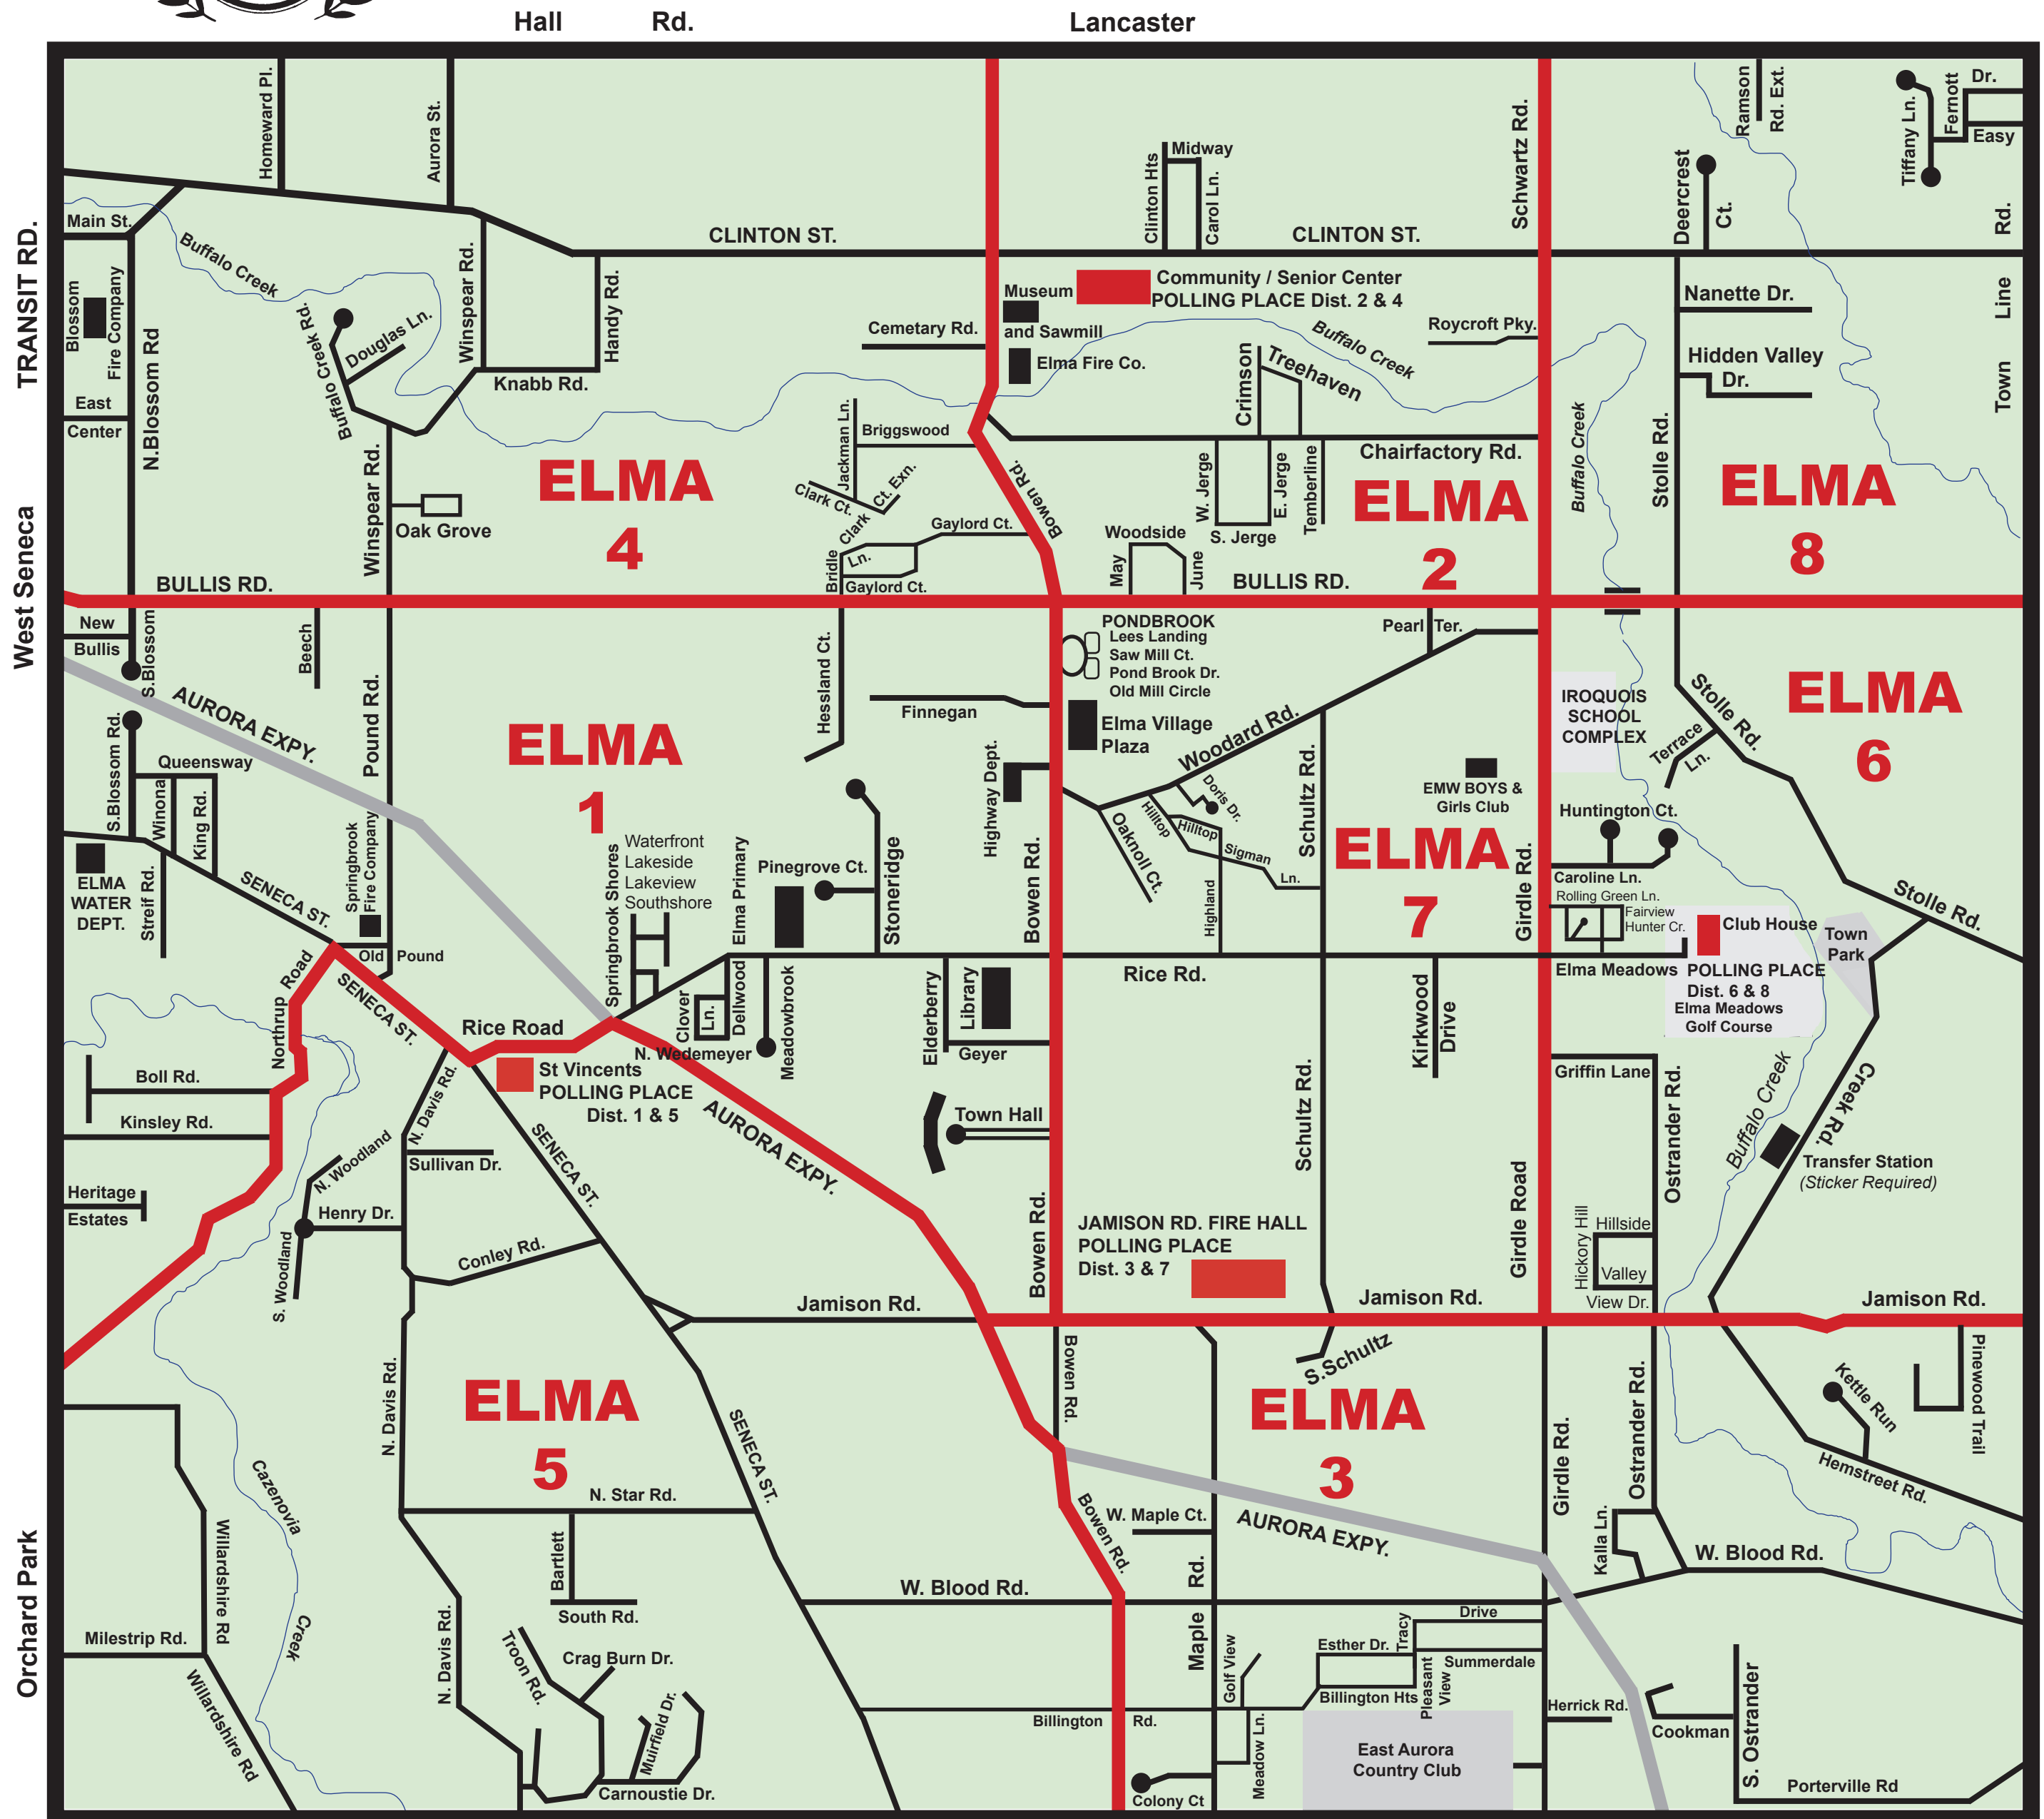 Hall Rd. Lancaster
TRANSIT RD.
West Seneca
Orchard Park
Homeward Pl.
Aurora St.
Main St.
Buffalo Creek
Blossom
Fire Company
N.Blossom Rd
East
Center
CLINTON ST.
Winspear Rd.
Handy Rd.
Knabb Rd.
Buffalo Creek Rd.
Douglas Ln.
Winspear Rd.
Oak Grove
ELMA
4
BULLIS RD.
Cemetary Rd.
Jackman Ln.
Briggswood
Clark Ct.
Clark Ct. Exn.
Gaylord Ct.
Bridle
Ln.
Gaylord Ct.
Bowen Rd.
Clinton Hts
Midway
Carol Ln.
CLINTON ST.
Schwartz Rd.
Museum
and Sawmill
Community / Senior Center
POLLING PLACE Dist. 2 & 4
Elma Fire Co.
Buffalo Creek
Roycroft Pky.
Crimson
Treehaven
Chairfactory Rd.
W. Jerge
E. Jerge
S. Jerge
Temberline
Woodside
May
June
BULLIS RD.
ELMA
2
Ramson
Rd. Ext.
Deercrest
Ct.
Tiffany Ln.
Fernott
Dr.
Easy
Rd.
Line
Town
Nanette Dr.
Hidden Valley
Dr.
Stolle Rd.
Buffalo Creek
ELMA
8
New
Bullis
S.Blossom
Beech
Pound Rd.
AURORA EXPY.
S.Blossom Rd.
Queensway
Winona
King Rd.
ELMA
WATER
DEPT.
Streif Rd.
SENECA ST.
Springbrook
Fire Company
Old Pound
ELMA
1
Hessland Ct.
Finnegan
Highway Dept.
Bowen Rd.
Springbrook Shores
Waterfront
Lakeside
Lakeview
Southshore
Elma Primary
Pinegrove Ct.
Stoneridge
Clover
Ln.
Dellwood
Meadowbrook
N. Wedemeyer
Elderberry
Library
Geyer
Town Hall
PONDBROOK
Lees Landing
Saw Mill Ct.
Pond Brook Dr.
Old Mill Circle
Elma Village
Plaza
Pearl Ter.
Woodard Rd.
Doris Dr.
Hilltop
Hilltop
Sigman
Ln.
Oaknoll Ct.
Highland
Schultz Rd.
EMW BOYS &
Girls Club
ELMA
7
Girdle Rd.
Rice Rd.
Kirkwood
Drive
Schultz Rd.
Girdle Road
IROQUOIS
SCHOOL
COMPLEX
Stolle Rd.
Terrace
Ln.
ELMA
6
Huntington Ct.
Caroline Ln.
Rolling Green Ln.
Fairview
Hunter Cr.
Stolle Rd.
Club House
Town
Park
Elma Meadows
POLLING PLACE
Dist. 6 & 8
Elma Meadows
Golf Course
Griffin Lane
Ostrander Rd.
Buffalo Creek
Creek Rd.
Transfer Station
(Sticker Required)
Hickory Hill
Hillside
Valley
View Dr.
Jamison Rd.
Northrup Road
SENECA ST.
Rice Road
St Vincents
POLLING PLACE
Dist. 1 & 5
Boll Rd.
Kinsley Rd.
Heritage
Estates
N. Davis Rd.
N. Woodland
Sullivan Dr.
Henry Dr.
S. Woodland
Conley Rd.
SENECA ST.
AURORA EXPY.
Bowen Rd.
JAMISON RD. FIRE HALL
POLLING PLACE
Dist. 3 & 7
Jamison Rd.
Jamison Rd.
N. Davis Rd.
ELMA
5
N. Star Rd.
SENECA ST.
Cazenovia
Creek
Willardshire Rd
Milestrip Rd.
Willardshire Rd
Bartlett
South Rd.
N. Davis Rd.
Troon Rd.
Crag Burn Dr.
Muirfield Dr.
Carnoustie Dr.
W. Blood Rd.
Billington Rd.
Bowen Rd.
Bowen Rd.
S.Schultz
ELMA
3
W. Maple Ct.
AURORA EXPY.
Maple Rd.
Golf View
Meadow Ln.
Colony Ct
Esther Dr.
Tracy
Drive
Summerdale
Billington Hts
Pleasant
View
East Aurora
Country Club
Girdle Rd.
Ostrander Rd.
Kalla Ln.
W. Blood Rd.
Kettle Run
Pinewood Trail
Hemstreet Rd.
Herrick Rd.
Cookman
S. Ostrander
Porterville Rd